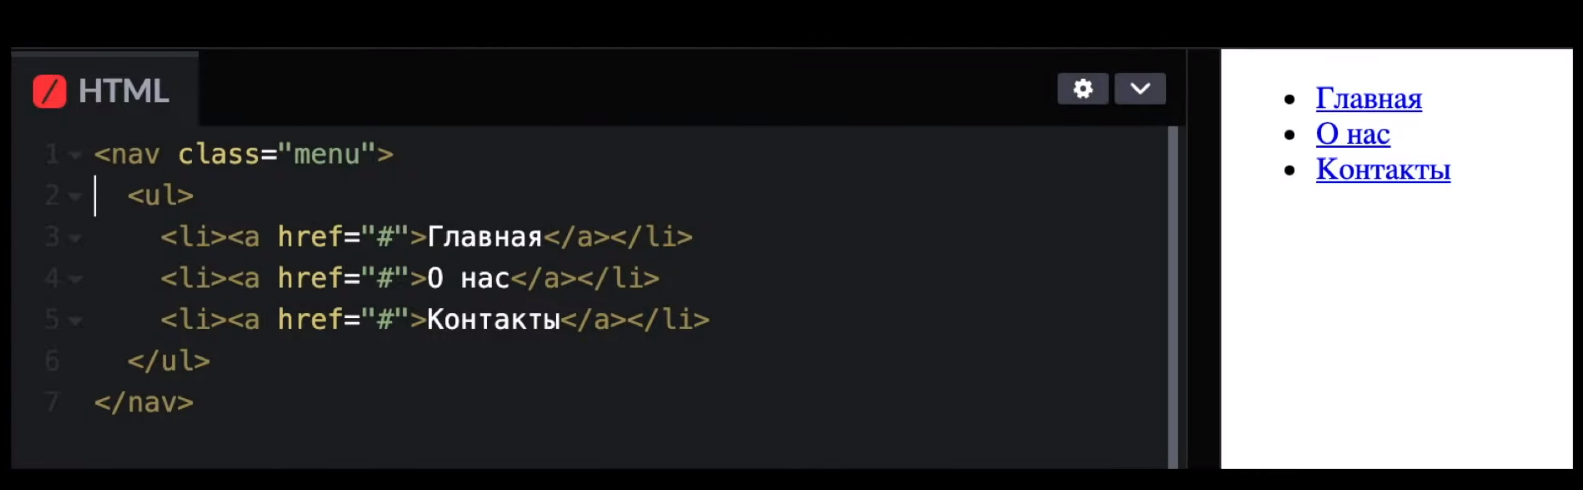 HTML
1 <nav class="menu">
2 <ul>
3 <li><a href="#">Главная</a></li>
4 <li><a href="#">О нас</a></li>
5 <li><a href="#">Контакты</a></li>
6 </ul>
7 </nav>
Главная
О нас
Контакты